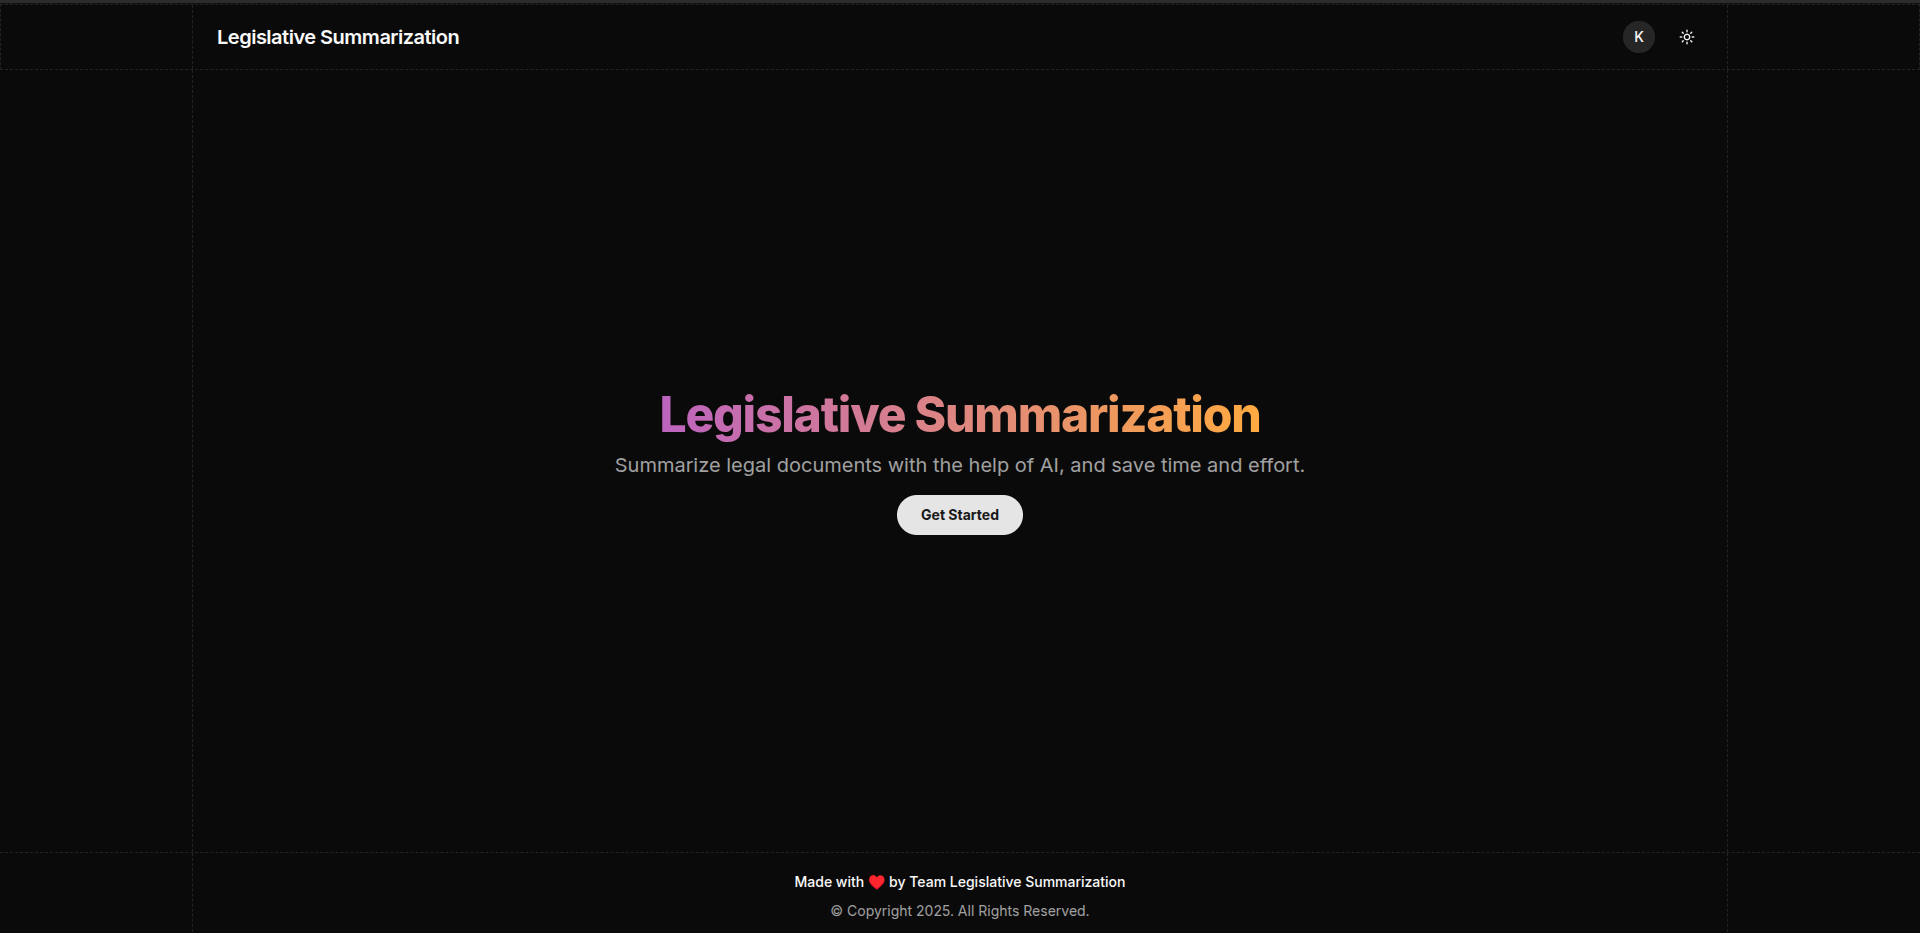 Legislative Summarization
K
Legislative Summarization
Summarize legal documents with the help of AI, and save time and effort.
Get Started
Made with ❤️ by Team Legislative Summarization
© Copyright 2025. All Rights Reserved.